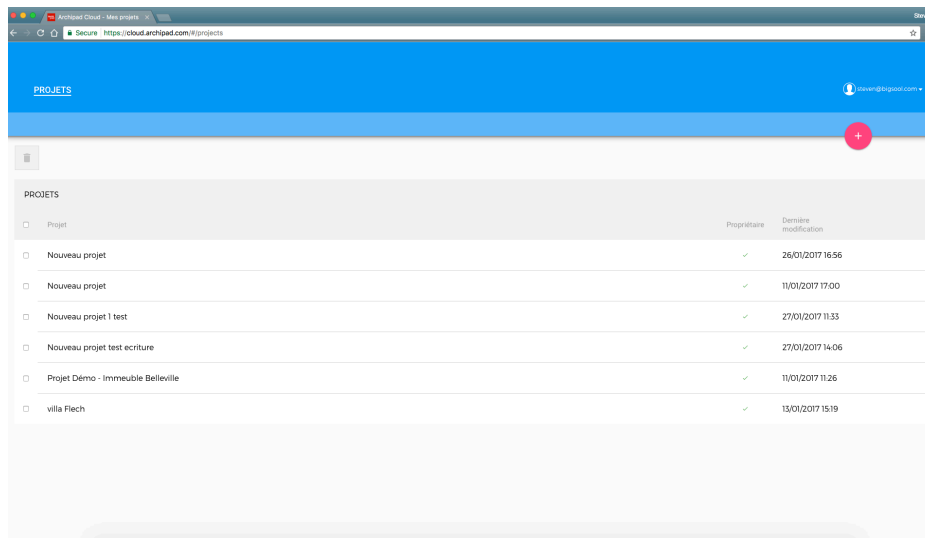 Archipad Cloud - Mes projets
Secure https://cloud.archipad.com/#/projects
PROJETS
steven@bigsool.com
+
PROJETS
Projet Propriétaire Dernière modification
Nouveau projet 26/01/2017 16:56
Nouveau projet 11/01/2017 17:00
Nouveau projet 1 test 27/01/2017 11:33
Nouveau projet test ecriture 27/01/2017 14:06
Projet Démo - Immeuble Belleville 11/01/2017 11:26
villa Flech 13/01/2017 15:19